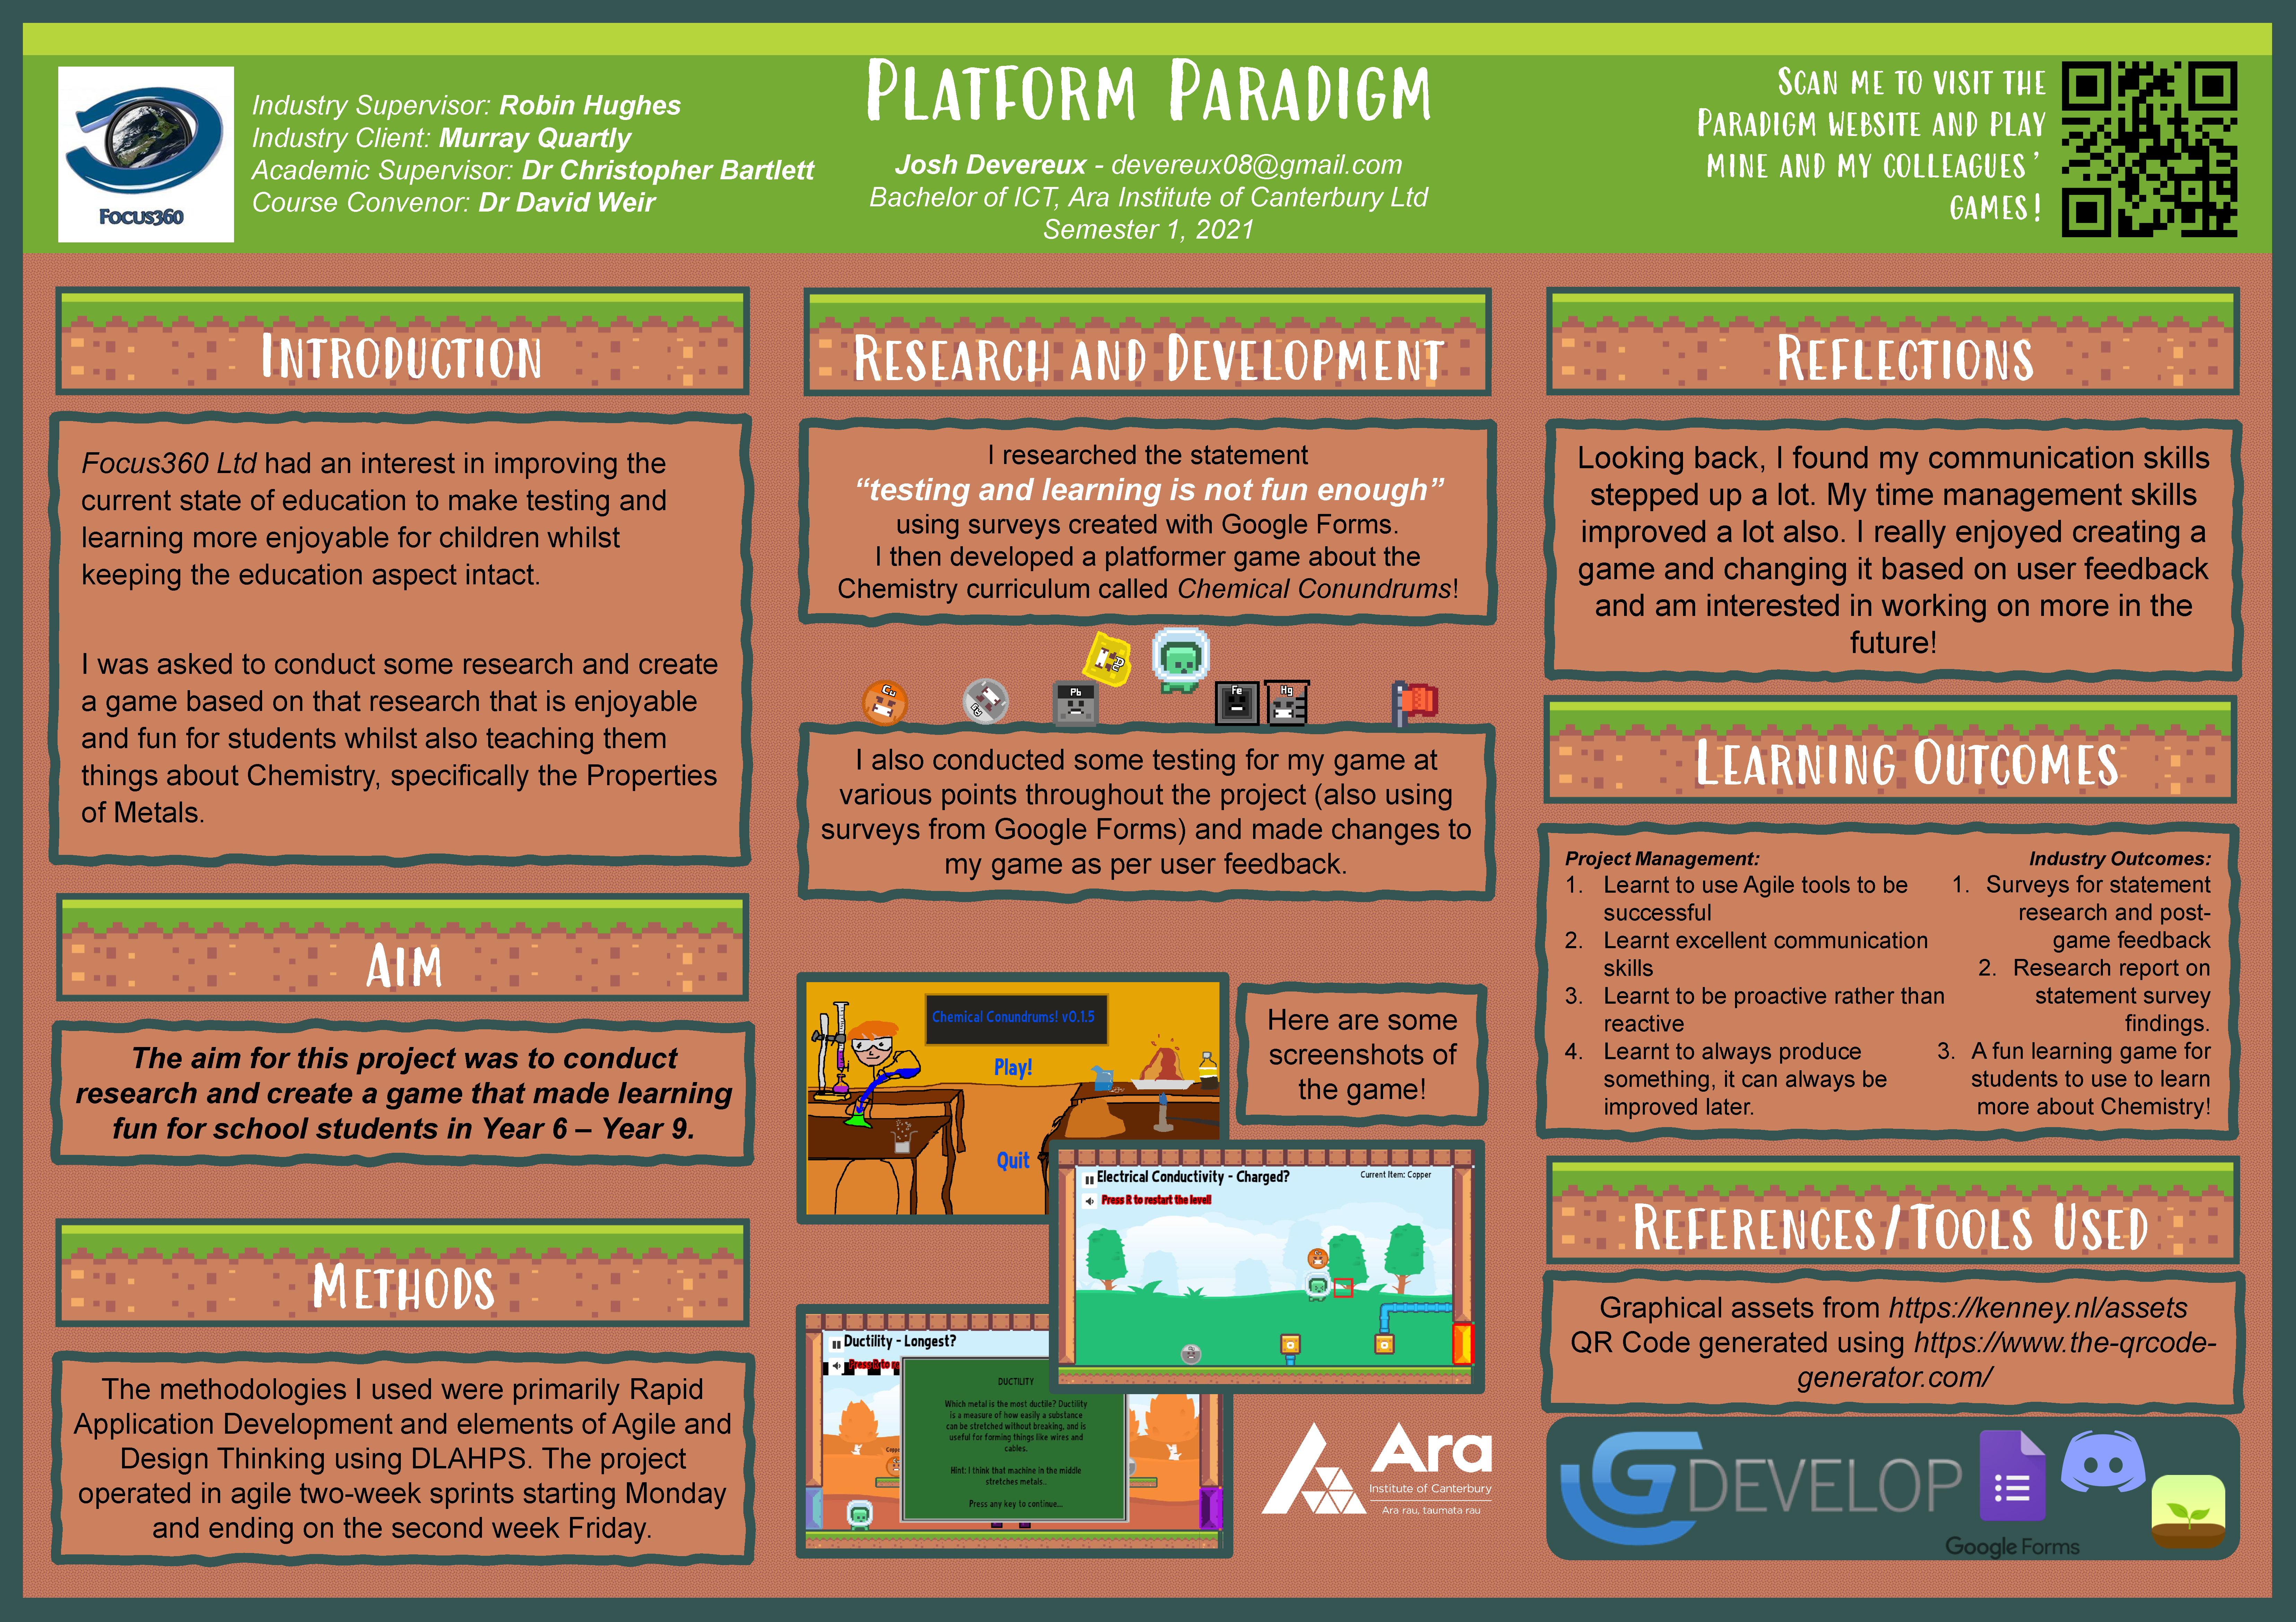 Focus360
Industry Supervisor: Robin Hughes
Industry Client: Murray Quartly
Academic Supervisor: Dr Christopher Bartlett
Course Convenor: Dr David Weir
Platform Paradigm
Josh Devereux - devereux08@gmail.com
Bachelor of ICT, Ara Institute of Canterbury Ltd
Semester 1, 2021
Scan me to visit the
Paradigm website and play
mine and my colleagues'
games!
Introduction
Focus360 Ltd had an interest in improving the
current state of education to make testing and
learning more enjoyable for children whilst
keeping the education aspect intact.
I was asked to conduct some research and create
a game based on that research that is enjoyable
and fun for students whilst also teaching them
things about Chemistry, specifically the Properties
of Metals.
Aim
The aim for this project was to conduct
research and create a game that made learning
fun for school students in Year 6 – Year 9.
Methods
The methodologies I used were primarily Rapid
Application Development and elements of Agile and
Design Thinking using DLAHPS. The project
operated in agile two-week sprints starting Monday
and ending on the second week Friday.
Research and Development
I researched the statement
“testing and learning is not fun enough”
using surveys created with Google Forms.
I then developed a platformer game about the
Chemistry curriculum called Chemical Conundrums!
Cu
Pb
Fe
Hg
I also conducted some testing for my game at
various points throughout the project (also using
surveys from Google Forms) and made changes to
my game as per user feedback.
Chemical Conundrums! v0.1.5
Play!
Quit
Here are some
screenshots of
the game!
Electrical Conductivity - Charged?
Current Item: Copper
Press R to restart the level!
Ductility - Longest?
DUCTILITY
Which metal is the most ductile? Ductility
is a measure of how easily a substance
can be stretched without breaking, and is
useful for forming things like wires and
cables.
Hint: I think that machine in the middle
stretches metals..
Press any key to continue...
Ara
Institute of Canterbury
Ara rau, taumata rau
Reflections
Looking back, I found my communication skills
stepped up a lot. My time management skills
improved a lot also. I really enjoyed creating a
game and changing it based on user feedback
and am interested in working on more in the
future!
Learning Outcomes
Project Management:
1. Learnt to use Agile tools to be
successful
2. Learnt excellent communication
skills
3. Learnt to be proactive rather than
reactive
4. Learnt to always produce
something, it can always be
improved later.
Industry Outcomes:
1. Surveys for statement
research and post-
game feedback
2. Research report on
statement survey
findings.
3. A fun learning game for
students to use to learn
more about Chemistry!
References/Tools Used
Graphical assets from https://kenney.nl/assets
QR Code generated using https://www.the-qrcode-
generator.com/
GDEVELOP
Google Forms